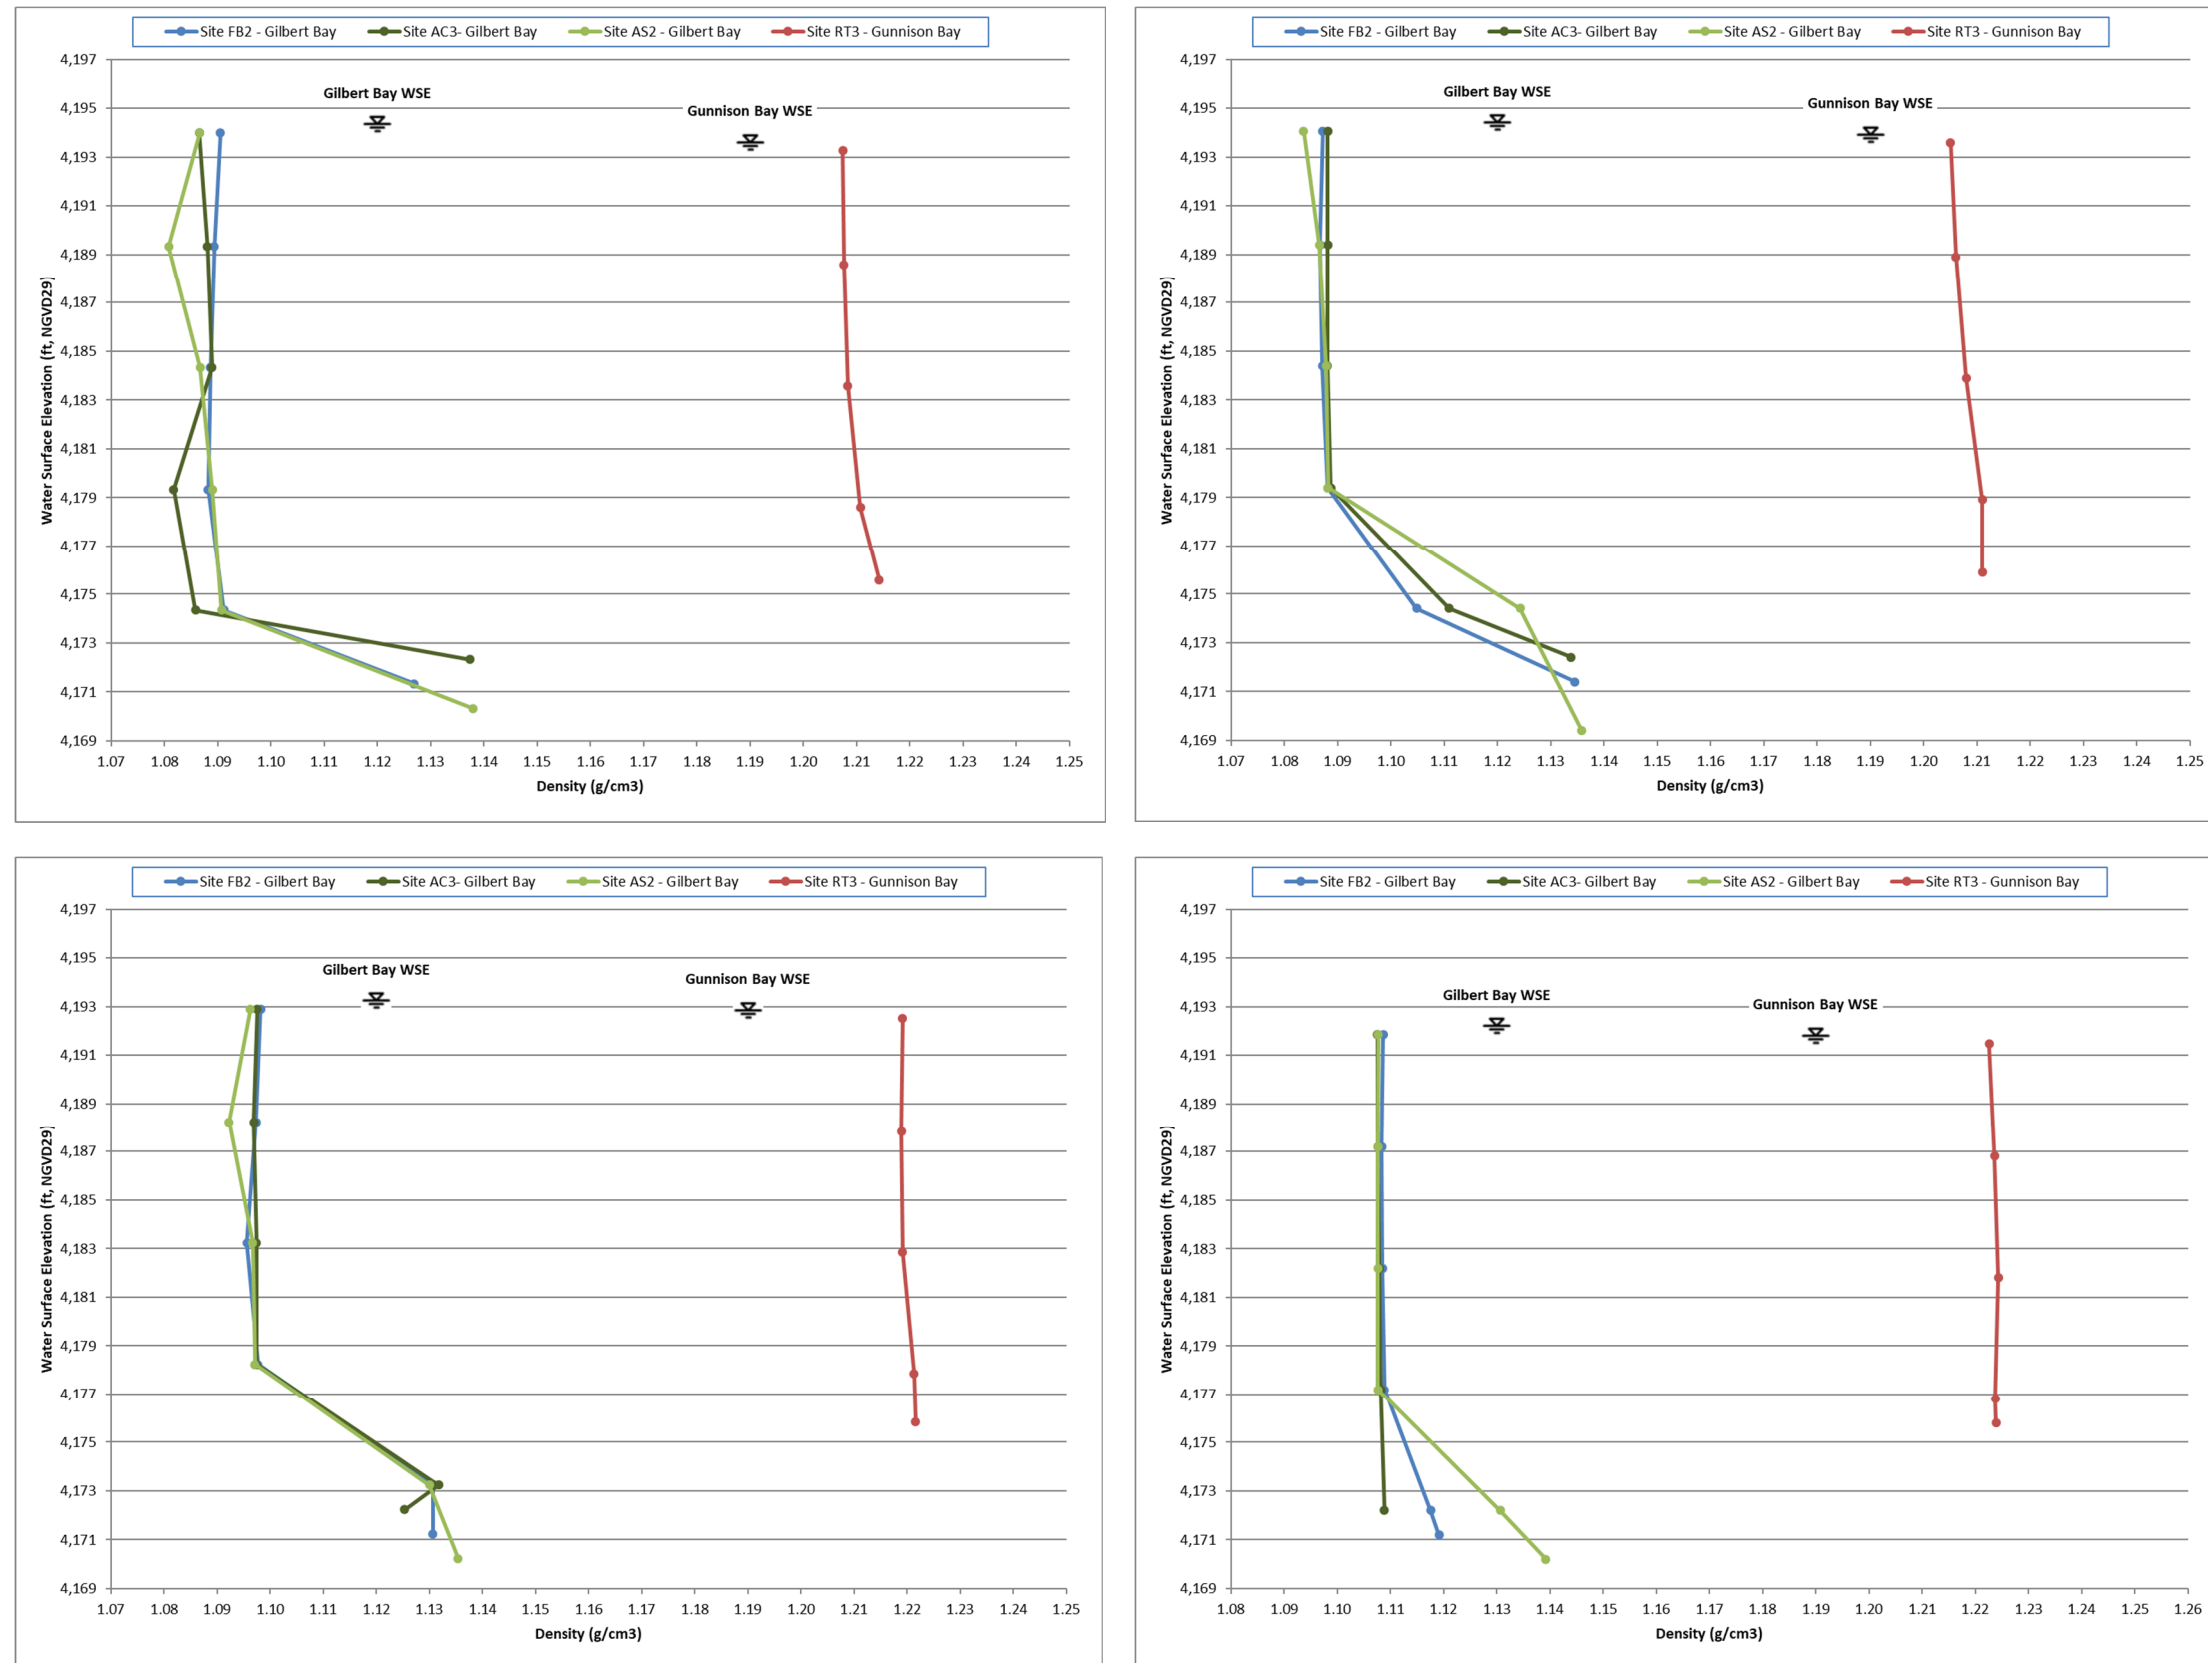 Site FB2 - Gilbert Bay Site AC3- Gilbert Bay Site AS2 - Gilbert Bay Site RT3 - Gunnison Bay
4,197
4,195
4,193
4,191
4,189
4,187
4,185
4,183
4,181
4,179
4,177
4,175
4,173
4,171
4,169
Water Surface Elevation (ft, NGVD29)
Gilbert Bay WSE
Gunnison Bay WSE
1.07 1.08 1.09 1.10 1.11 1.12 1.13 1.14 1.15 1.16 1.17 1.18 1.19 1.20 1.21 1.22 1.23 1.24 1.25
Density (g/cm3)
Site FB2 - Gilbert Bay Site AC3- Gilbert Bay Site AS2 - Gilbert Bay Site RT3 - Gunnison Bay
4,197
4,195
4,193
4,191
4,189
4,187
4,185
4,183
4,181
4,179
4,177
4,175
4,173
4,171
4,169
Water Surface Elevation (ft, NGVD29)
Gilbert Bay WSE
Gunnison Bay WSE
1.07 1.08 1.09 1.10 1.11 1.12 1.13 1.14 1.15 1.16 1.17 1.18 1.19 1.20 1.21 1.22 1.23 1.24 1.25
Density (g/cm3)
Site FB2 - Gilbert Bay Site AC3- Gilbert Bay Site AS2 - Gilbert Bay Site RT3 - Gunnison Bay
4,197
4,195
4,193
4,191
4,189
4,187
4,185
4,183
4,181
4,179
4,177
4,175
4,173
4,171
4,169
Water Surface Elevation (ft, NGVD29)
Gilbert Bay WSE
Gunnison Bay WSE
1.07 1.08 1.09 1.10 1.11 1.12 1.13 1.14 1.15 1.16 1.17 1.18 1.19 1.20 1.21 1.22 1.23 1.24 1.25
Density (g/cm3)
Site FB2 - Gilbert Bay Site AC3- Gilbert Bay Site AS2 - Gilbert Bay Site RT3 - Gunnison Bay
4,197
4,195
4,193
4,191
4,189
4,187
4,185
4,183
4,181
4,179
4,177
4,175
4,173
4,171
4,169
Water Surface Elevation (ft, NGVD29)
Gilbert Bay WSE
Gunnison Bay WSE
1.08 1.09 1.10 1.11 1.12 1.13 1.14 1.15 1.16 1.17 1.18 1.19 1.20 1.21 1.22 1.23 1.24 1.25 1.26
Density (g/cm3)